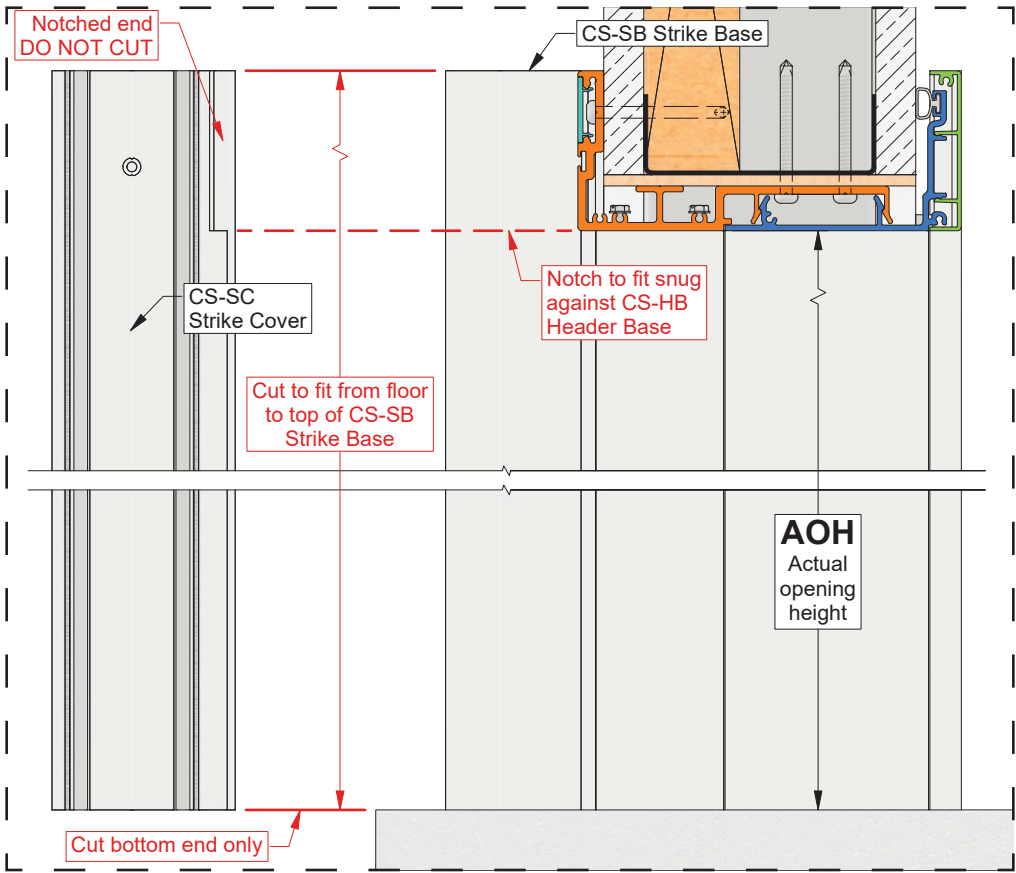 Notched end
DO NOT CUT
CS-SB Strike Base
CS-SC
Strike Cover
Notch to fit snug
against CS-HB
Header Base
Cut to fit from floor
to top of CS-SB
Strike Base
AOH
Actual
opening
height
Cut bottom end only